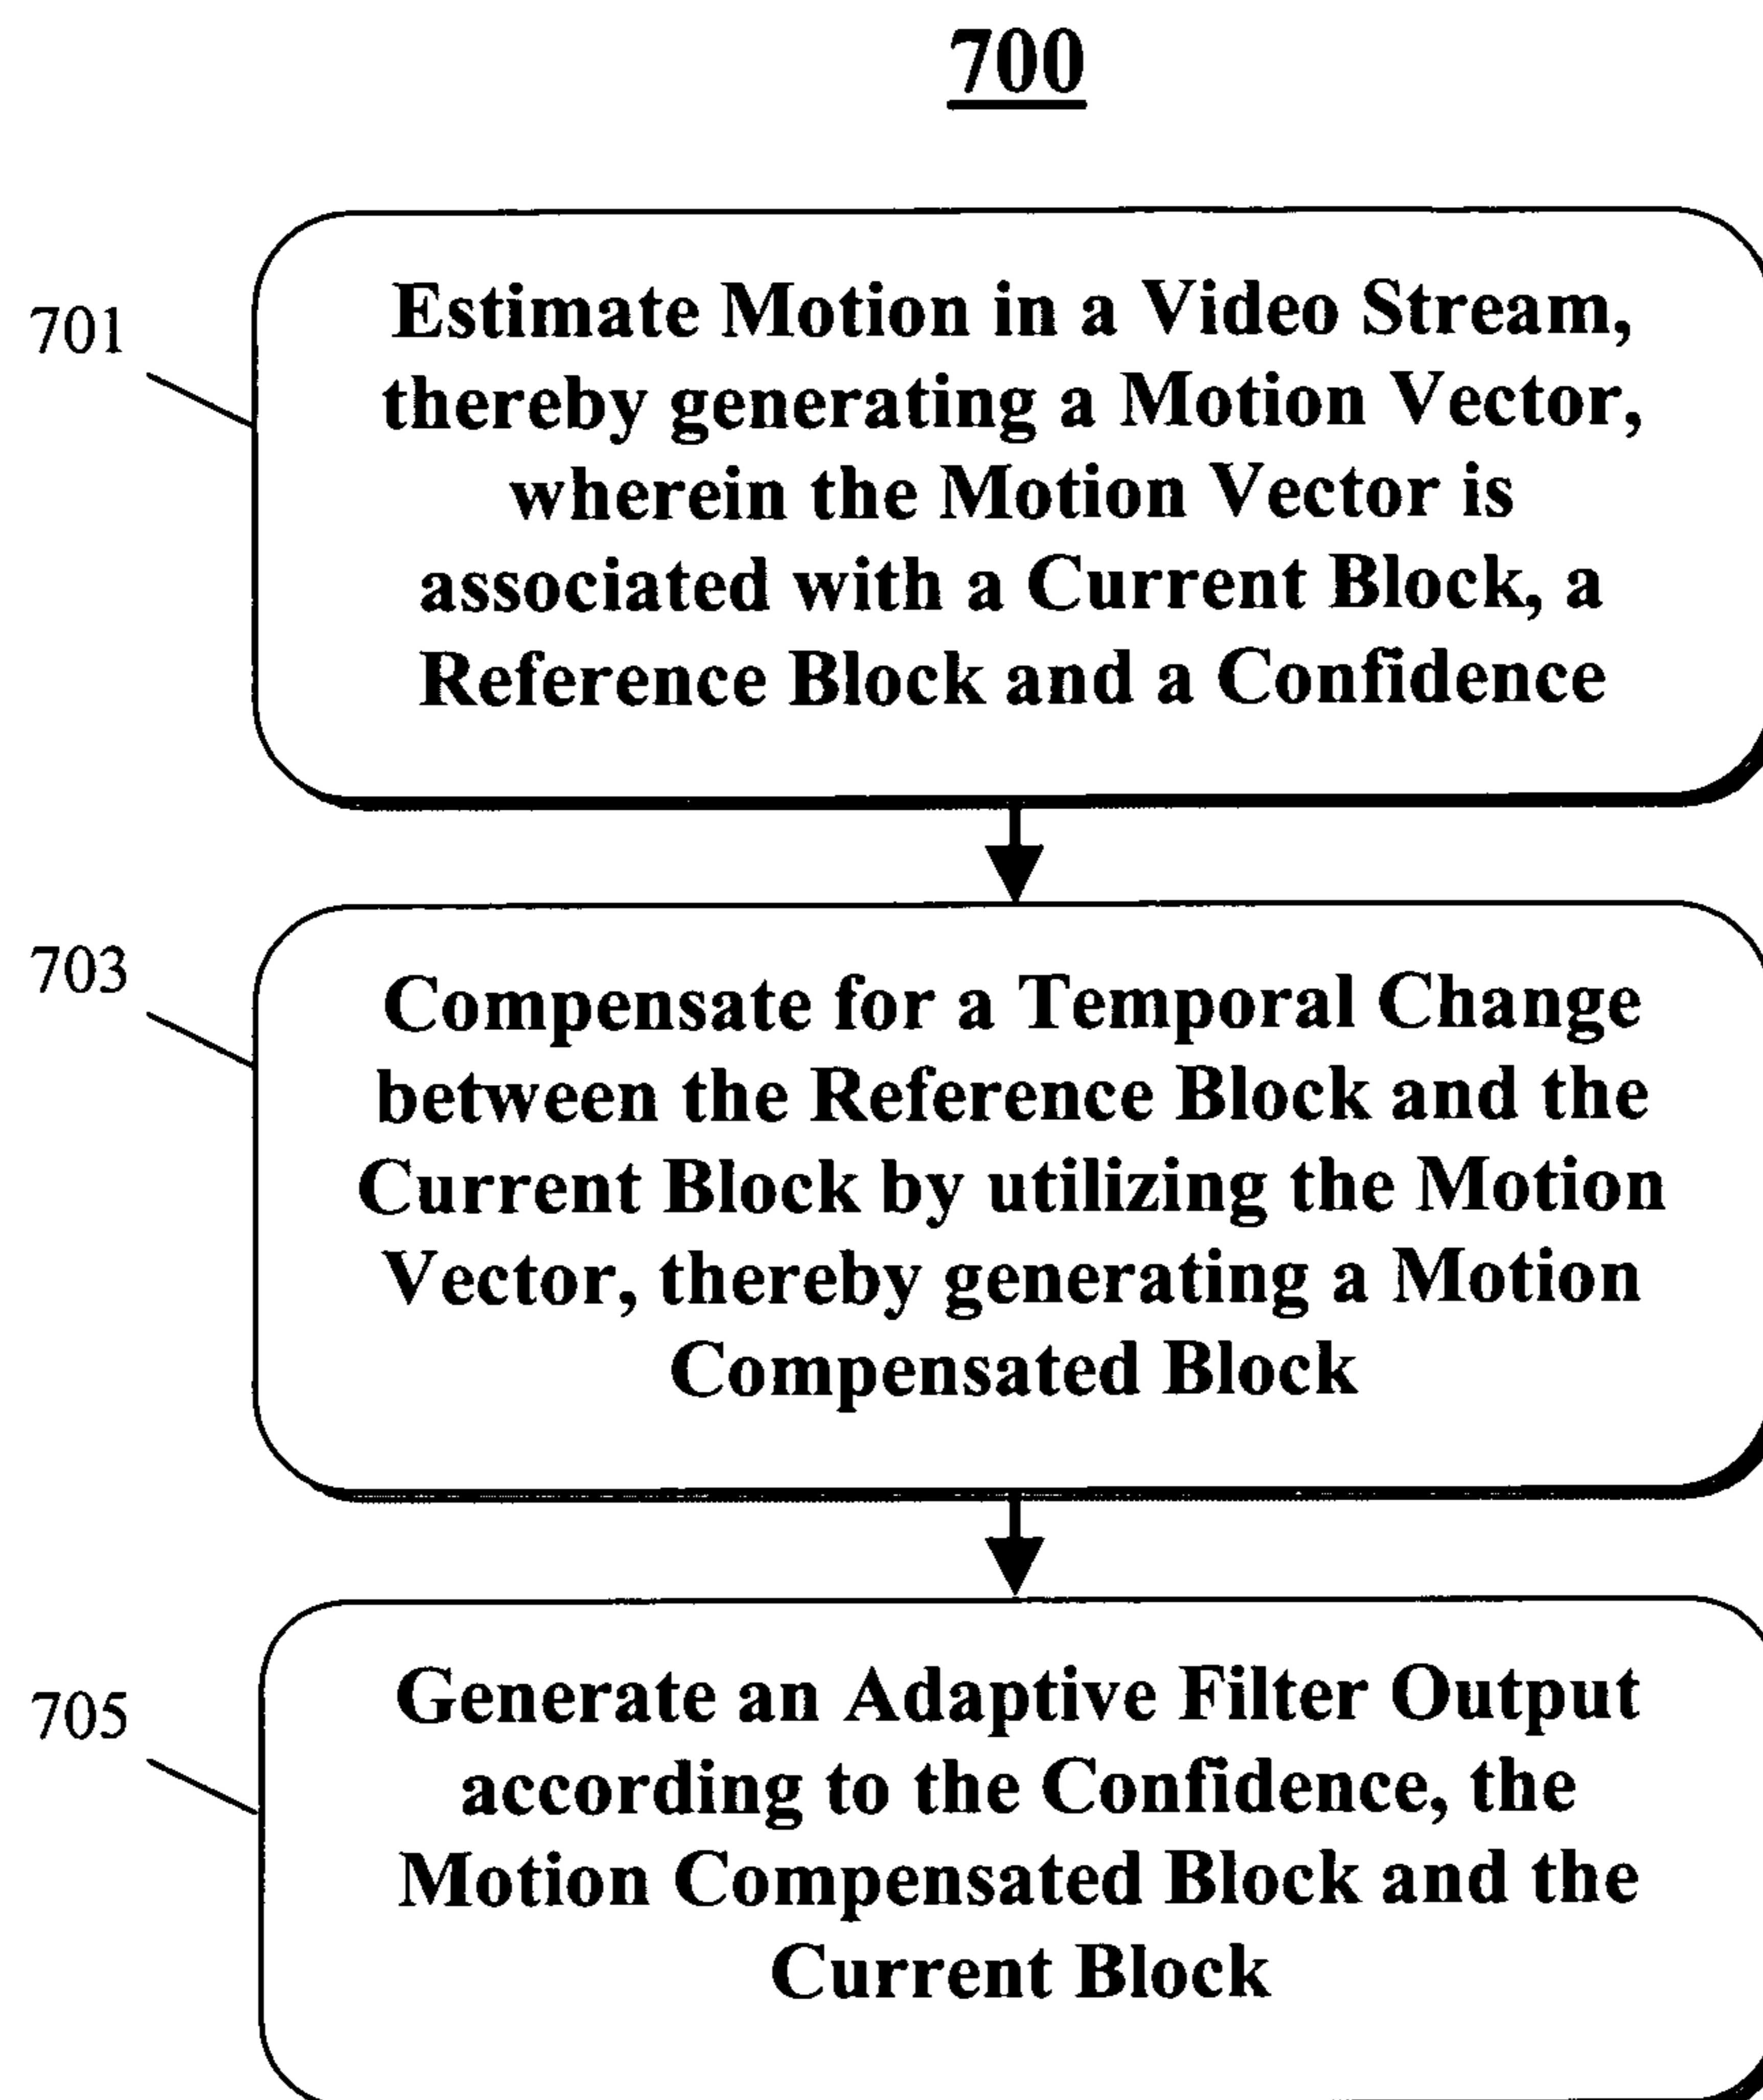 700
701
Estimate Motion in a Video Stream,
thereby generating a Motion Vector,
wherein the Motion Vector is
associated with a Current Block, a
Reference Block and a Confidence
703
Compensate for a Temporal Change
between the Reference Block and the
Current Block by utilizing the Motion
Vector, thereby generating a Motion
Compensated Block
705
Generate an Adaptive Filter Output
according to the Confidence, the
Motion Compensated Block and the
Current Block